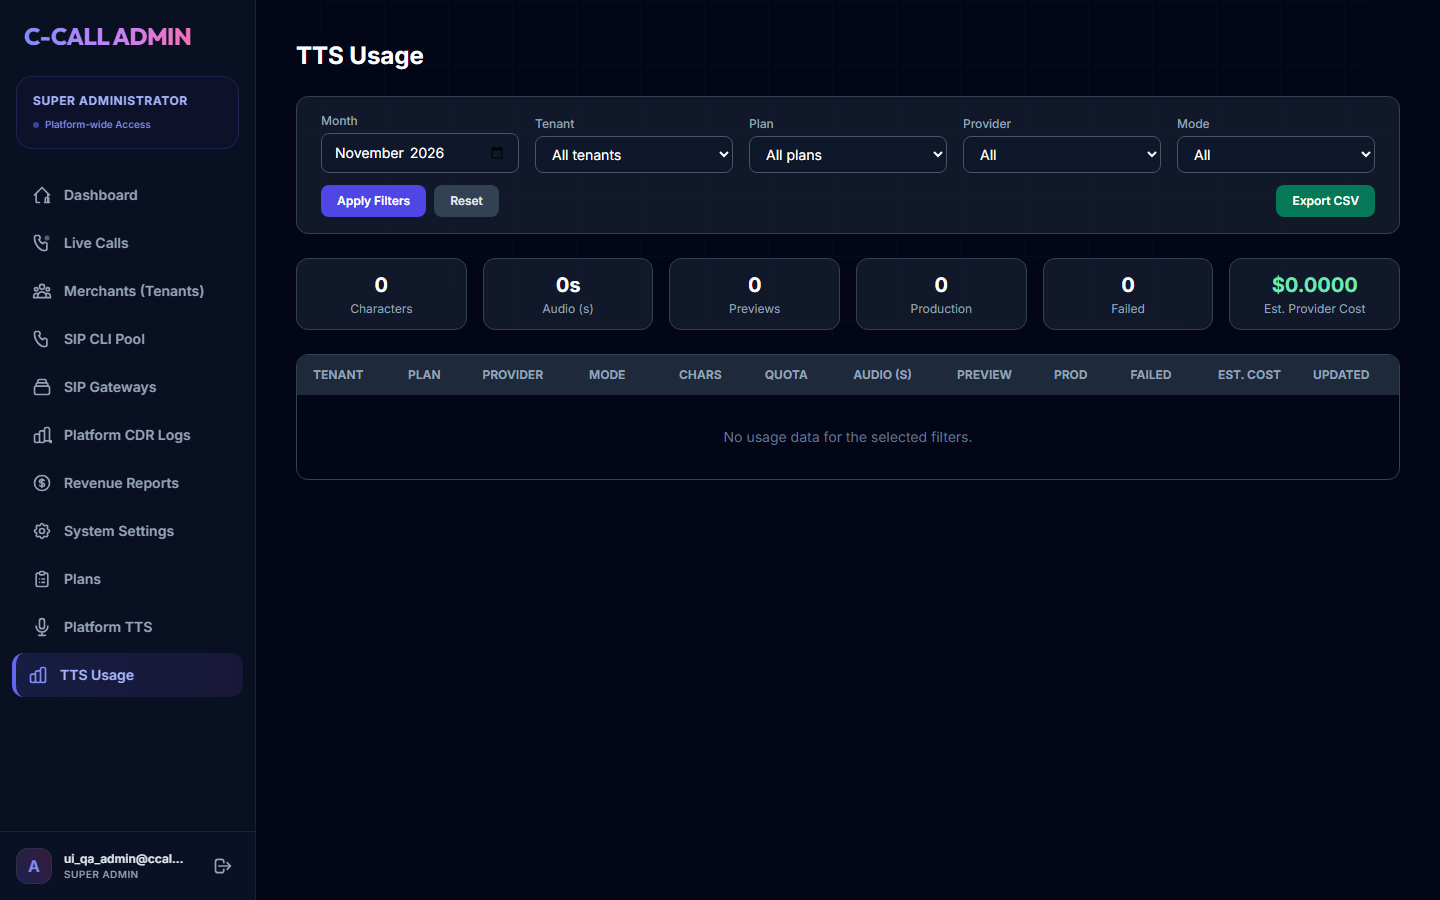 C-CALL ADMIN
SUPER ADMINISTRATOR
Platform-wide Access
Dashboard
Live Calls
Merchants (Tenants)
SIP CLI Pool
SIP Gateways
Platform CDR Logs
Revenue Reports
System Settings
Plans
Platform TTS
TTS Usage
A
ui_qa_admin@ccal...
SUPER ADMIN
TTS Usage
Month Tenant Plan Provider Mode
November 2026 All tenants All plans All All
Apply Filters Reset Export CSV
0 0s 0 0 0 $0.0000
Characters Audio (s) Previews Production Failed Est. Provider Cost
TENANT PLAN PROVIDER MODE CHARS QUOTA AUDIO (S) PREVIEW PROD FAILED EST. COST UPDATED
No usage data for the selected filters.